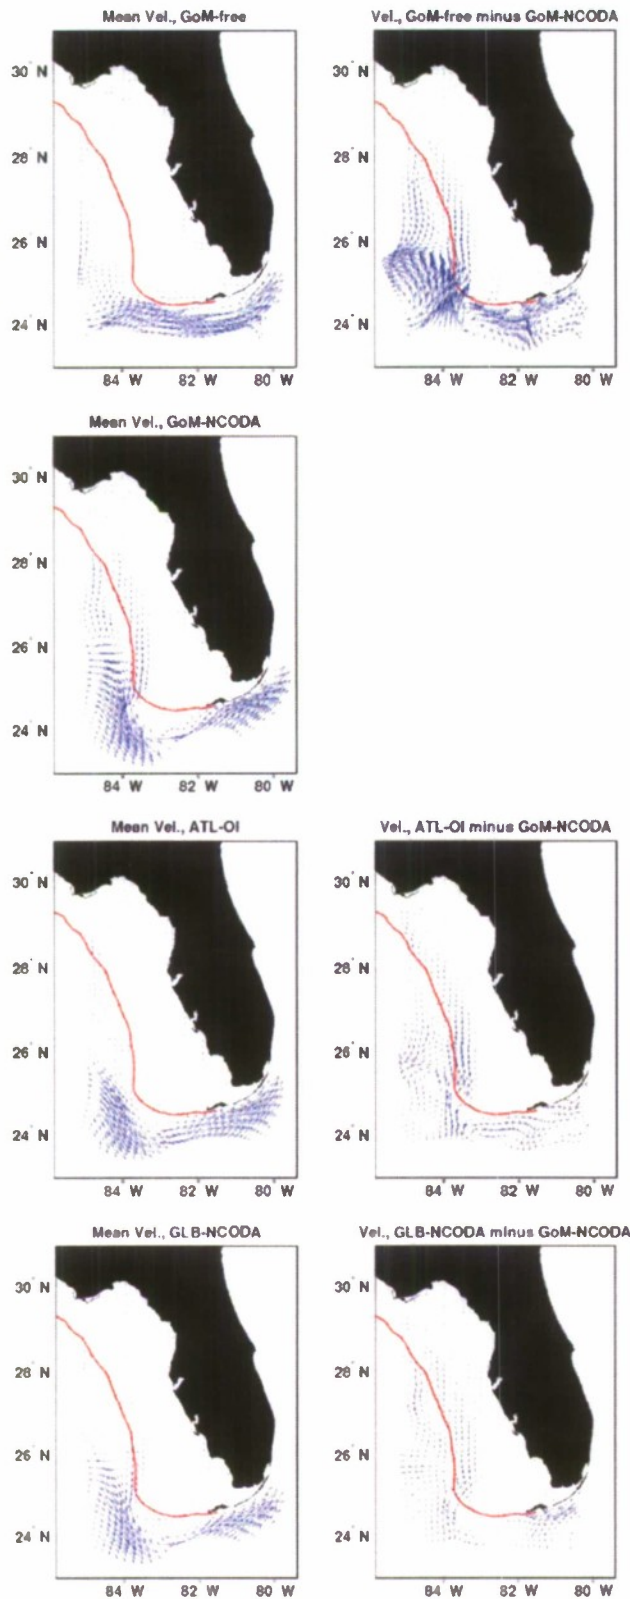 Mean Vel., GoM-free
30° N
28° N
26° N
24° N
84 W 82 W 80 W
Vel., GoM-free minus GoM-NCODA
30° N
28° N
26° N
24° N
84 W 82 W 80 W
Mean Vel., GoM-NCODA
30° N
28° N
26° N
24° N
84 W 82 W 80 W
Mean Vel., ATL-OI
30° N
28° N
26° N
24° N
84 W 82 W 80 W
Vel., ATL-OI minus GoM-NCODA
30° N
28° N
26° N
24° N
84 W 82 W 80 W
Mean Vel., GLB-NCODA
30° N
28° N
26° N
24° N
84 W 82 W 80 W
Vel., GLB-NCODA minus GoM-NCODA
30° N
28° N
26° N
24° N
84 W 82 W 80 W